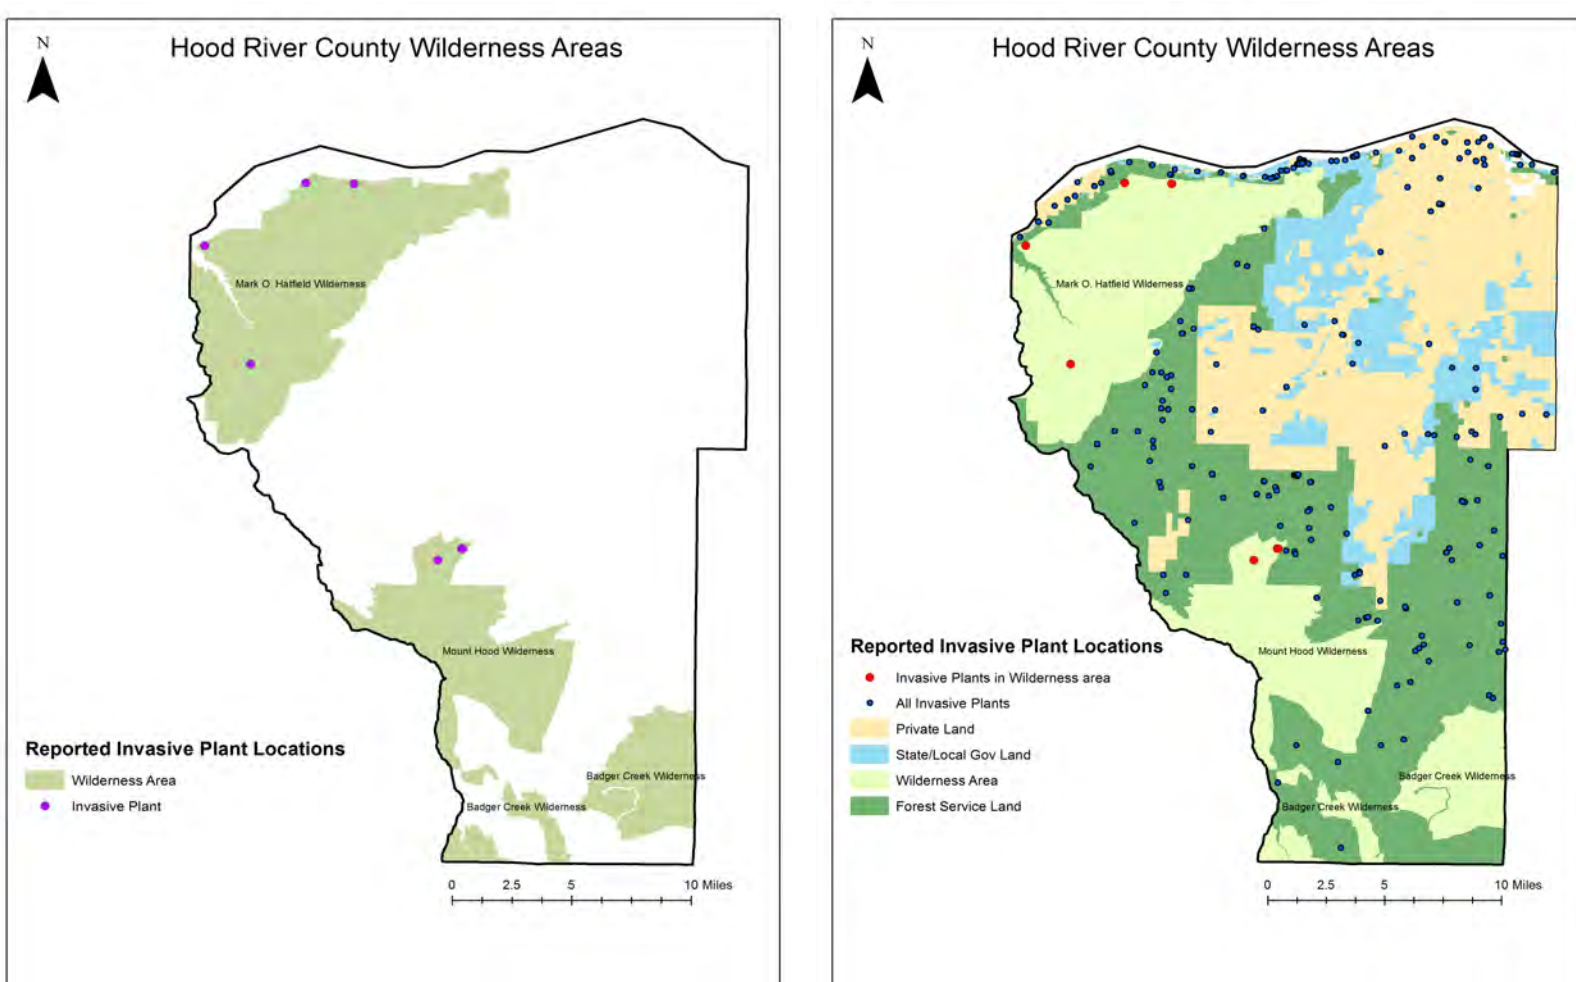 N
Hood River County Wilderness Areas
Mark O. Hatfield Wilderness
Mount Hood Wilderness
Badger Creek Wilderness
Badger Creek Wilderness
Reported Invasive Plant Locations
Wilderness Area
Invasive Plant
0 2.5 5 10 Miles
N
Hood River County Wilderness Areas
Mark O. Hatfield Wilderness
Mount Hood Wilderness
Badger Creek Wilderness
Badger Creek Wilderness
Reported Invasive Plant Locations
Invasive Plants in Wilderness area
All Invasive Plants
Private Land
State/Local Gov Land
Wilderness Area
Forest Service Land
0 2.5 5 10 Miles